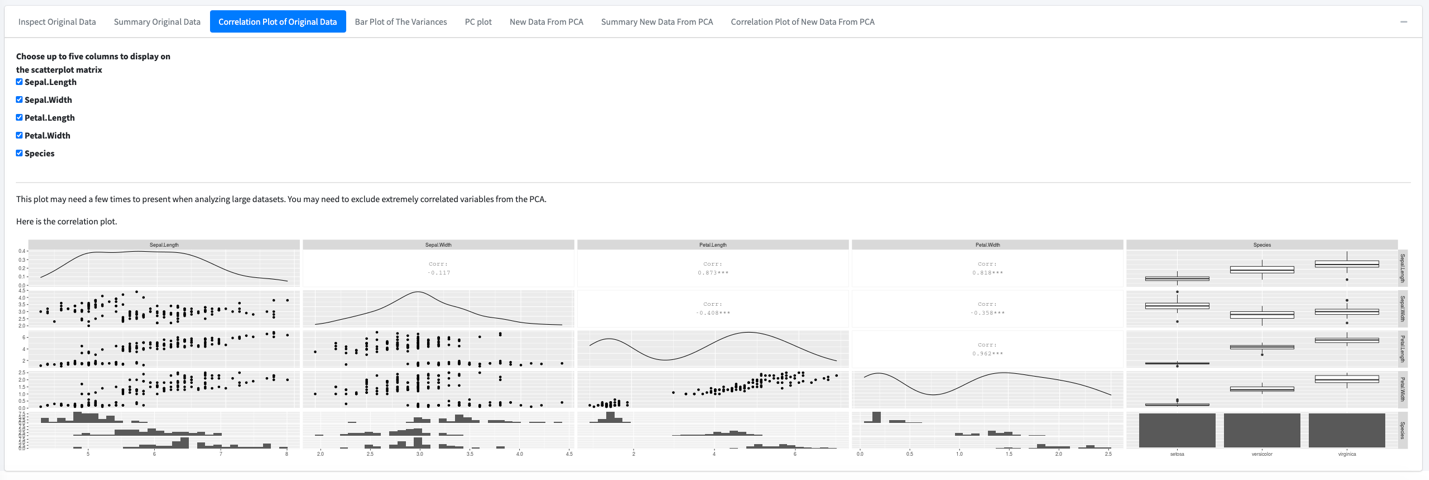 Inspect Original Data
Summary Original Data
Correlation Plot of Original Data
Bar Plot of The Variances
PC plot
New Data From PCA
Summary New Data From PCA
Correlation Plot of New Data From PCA
Choose up to five columns to display on
the scatterplot matrix
Sepal.Length
Sepal.Width
Petal.Length
Petal.Width
Species
This plot may need a few times to present when analyzing large datasets. You may need to exclude extremely correlated variables from the PCA.
Here is the correlation plot.
Sepal.Length
Sepal.Width
Petal.Length
Petal.Width
Species
0.4
0.3
0.2
0.1
0.0
Corr:
-0.117
Corr:
0.873***
Corr:
0.818***
Sepal.Length
4.5
4.0
3.5
3.0
2.5
2.0
Corr:
-0.408***
Corr:
-0.358***
Sepal.Width
6
4
2
Corr:
0.962***
Petal.Length
2.5
2.0
1.5
1.0
0.5
0.0
Petal.Width
Species
5
6
7
8
2.0
2.5
3.0
3.5
4.0
4.5
2
4
6
0.0
0.5
1.0
1.5
2.0
2.5
setosa
versicolor
virginica